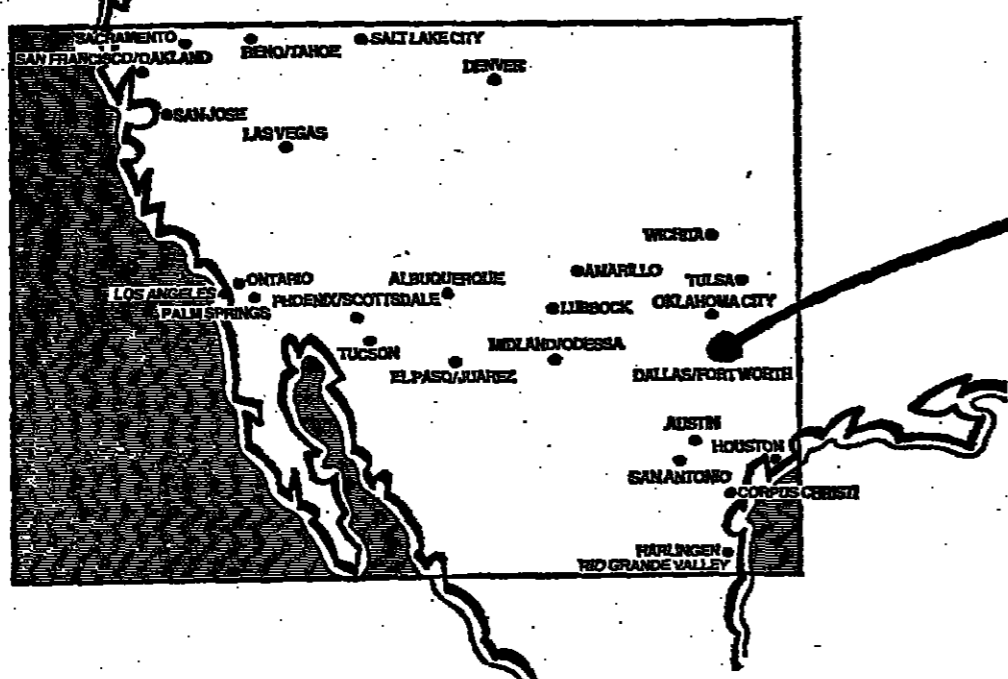 SACRAMENTO
SALT LAKE CITY
RENO/TAHOE
SAN FRANCISCO/OAKLAND
DENVER
SAN JOSE
LAS VEGAS
WICHITA
AMARILLO
ONTARIO
ALBUQUERQUE
TULSA
LOS ANGELES
PHOENIX/SCOTTSDALE
OKLAHOMA CITY
LUBBOCK
PALM SPRINGS
MIDLAND/ODESSA
TUCSON
EL PASO/JUAREZ
DALLAS/FORT WORTH
AUSTIN
HOUSTON
SAN ANTONIO
CORPUS CHRISTI
HARLINGEN
RIO GRANDE VALLEY